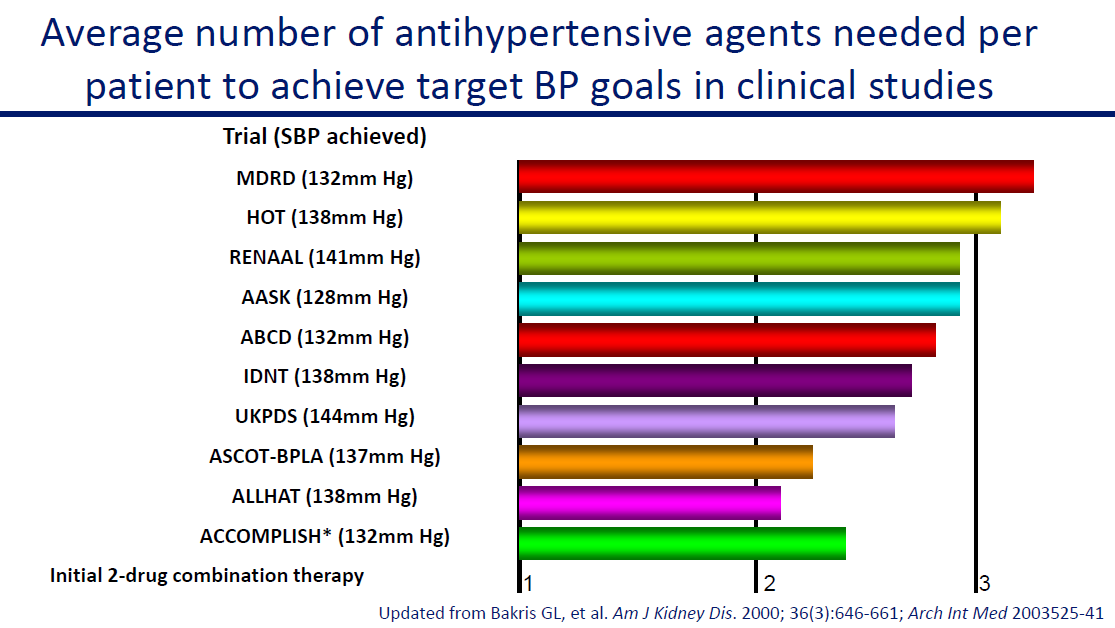 Average number of antihypertensive agents needed per
patient to achieve target BP goals in clinical studies
Trial (SBP achieved)
MDRD (132mm Hg)
HOT (138mm Hg)
RENAAL (141mm Hg)
AASK (128mm Hg)
ABCD (132mm Hg)
IDNT (138mm Hg)
UKPDS (144mm Hg)
ASCOT-BPLA (137mm Hg)
ALLHAT (138mm Hg)
ACCOMPLISH* (132mm Hg)
Initial 2-drug combination therapy
1 2 3
Updated from Bakris GL, et al. Am J Kidney Dis. 2000; 36(3):646-661; Arch Int Med 2003525-41